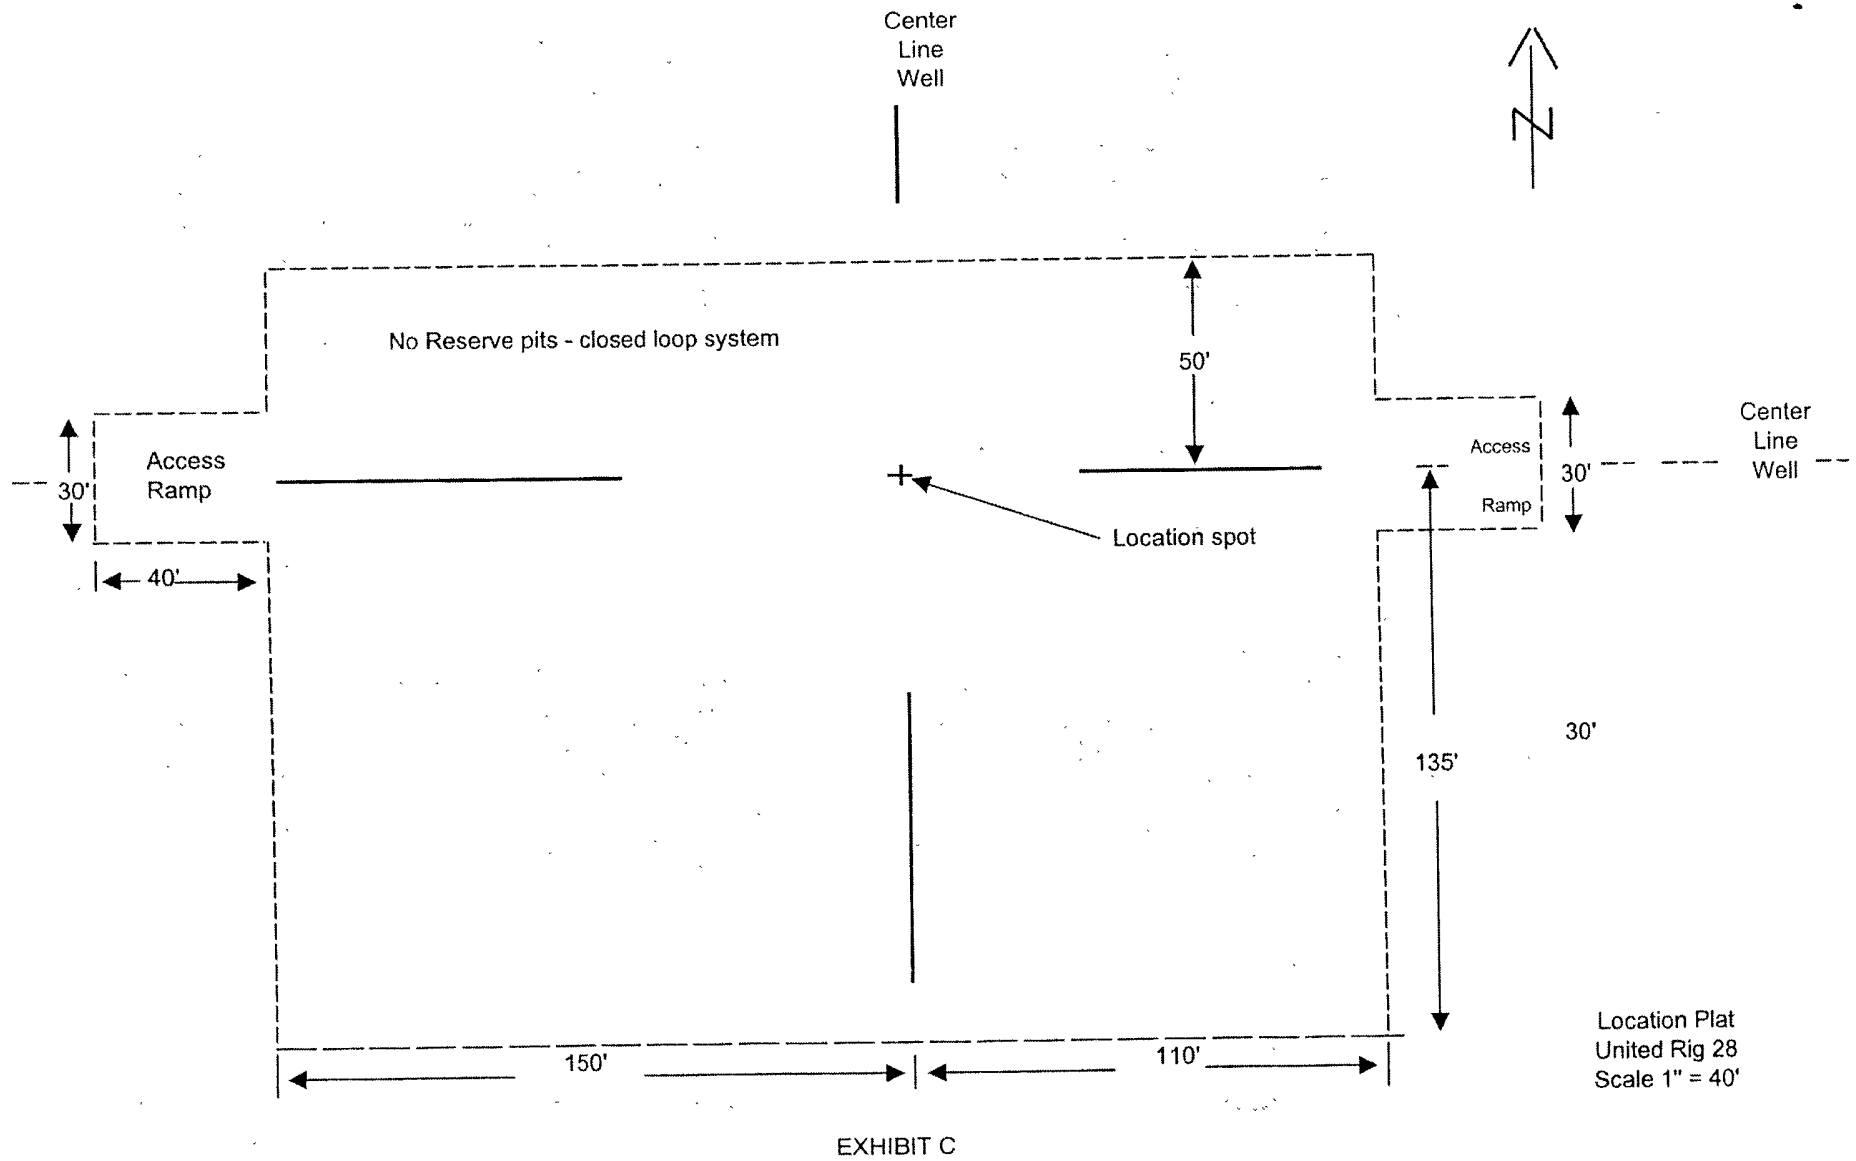 Center
Line
Well
N
No Reserve pits - closed loop system
50'
Center
Line
Well
Access
Ramp
30'
Access
Ramp
30'
40'
Location spot
30'
135'
150'
110'
Location Plat
United Rig 28
Scale 1" = 40'
EXHIBIT C